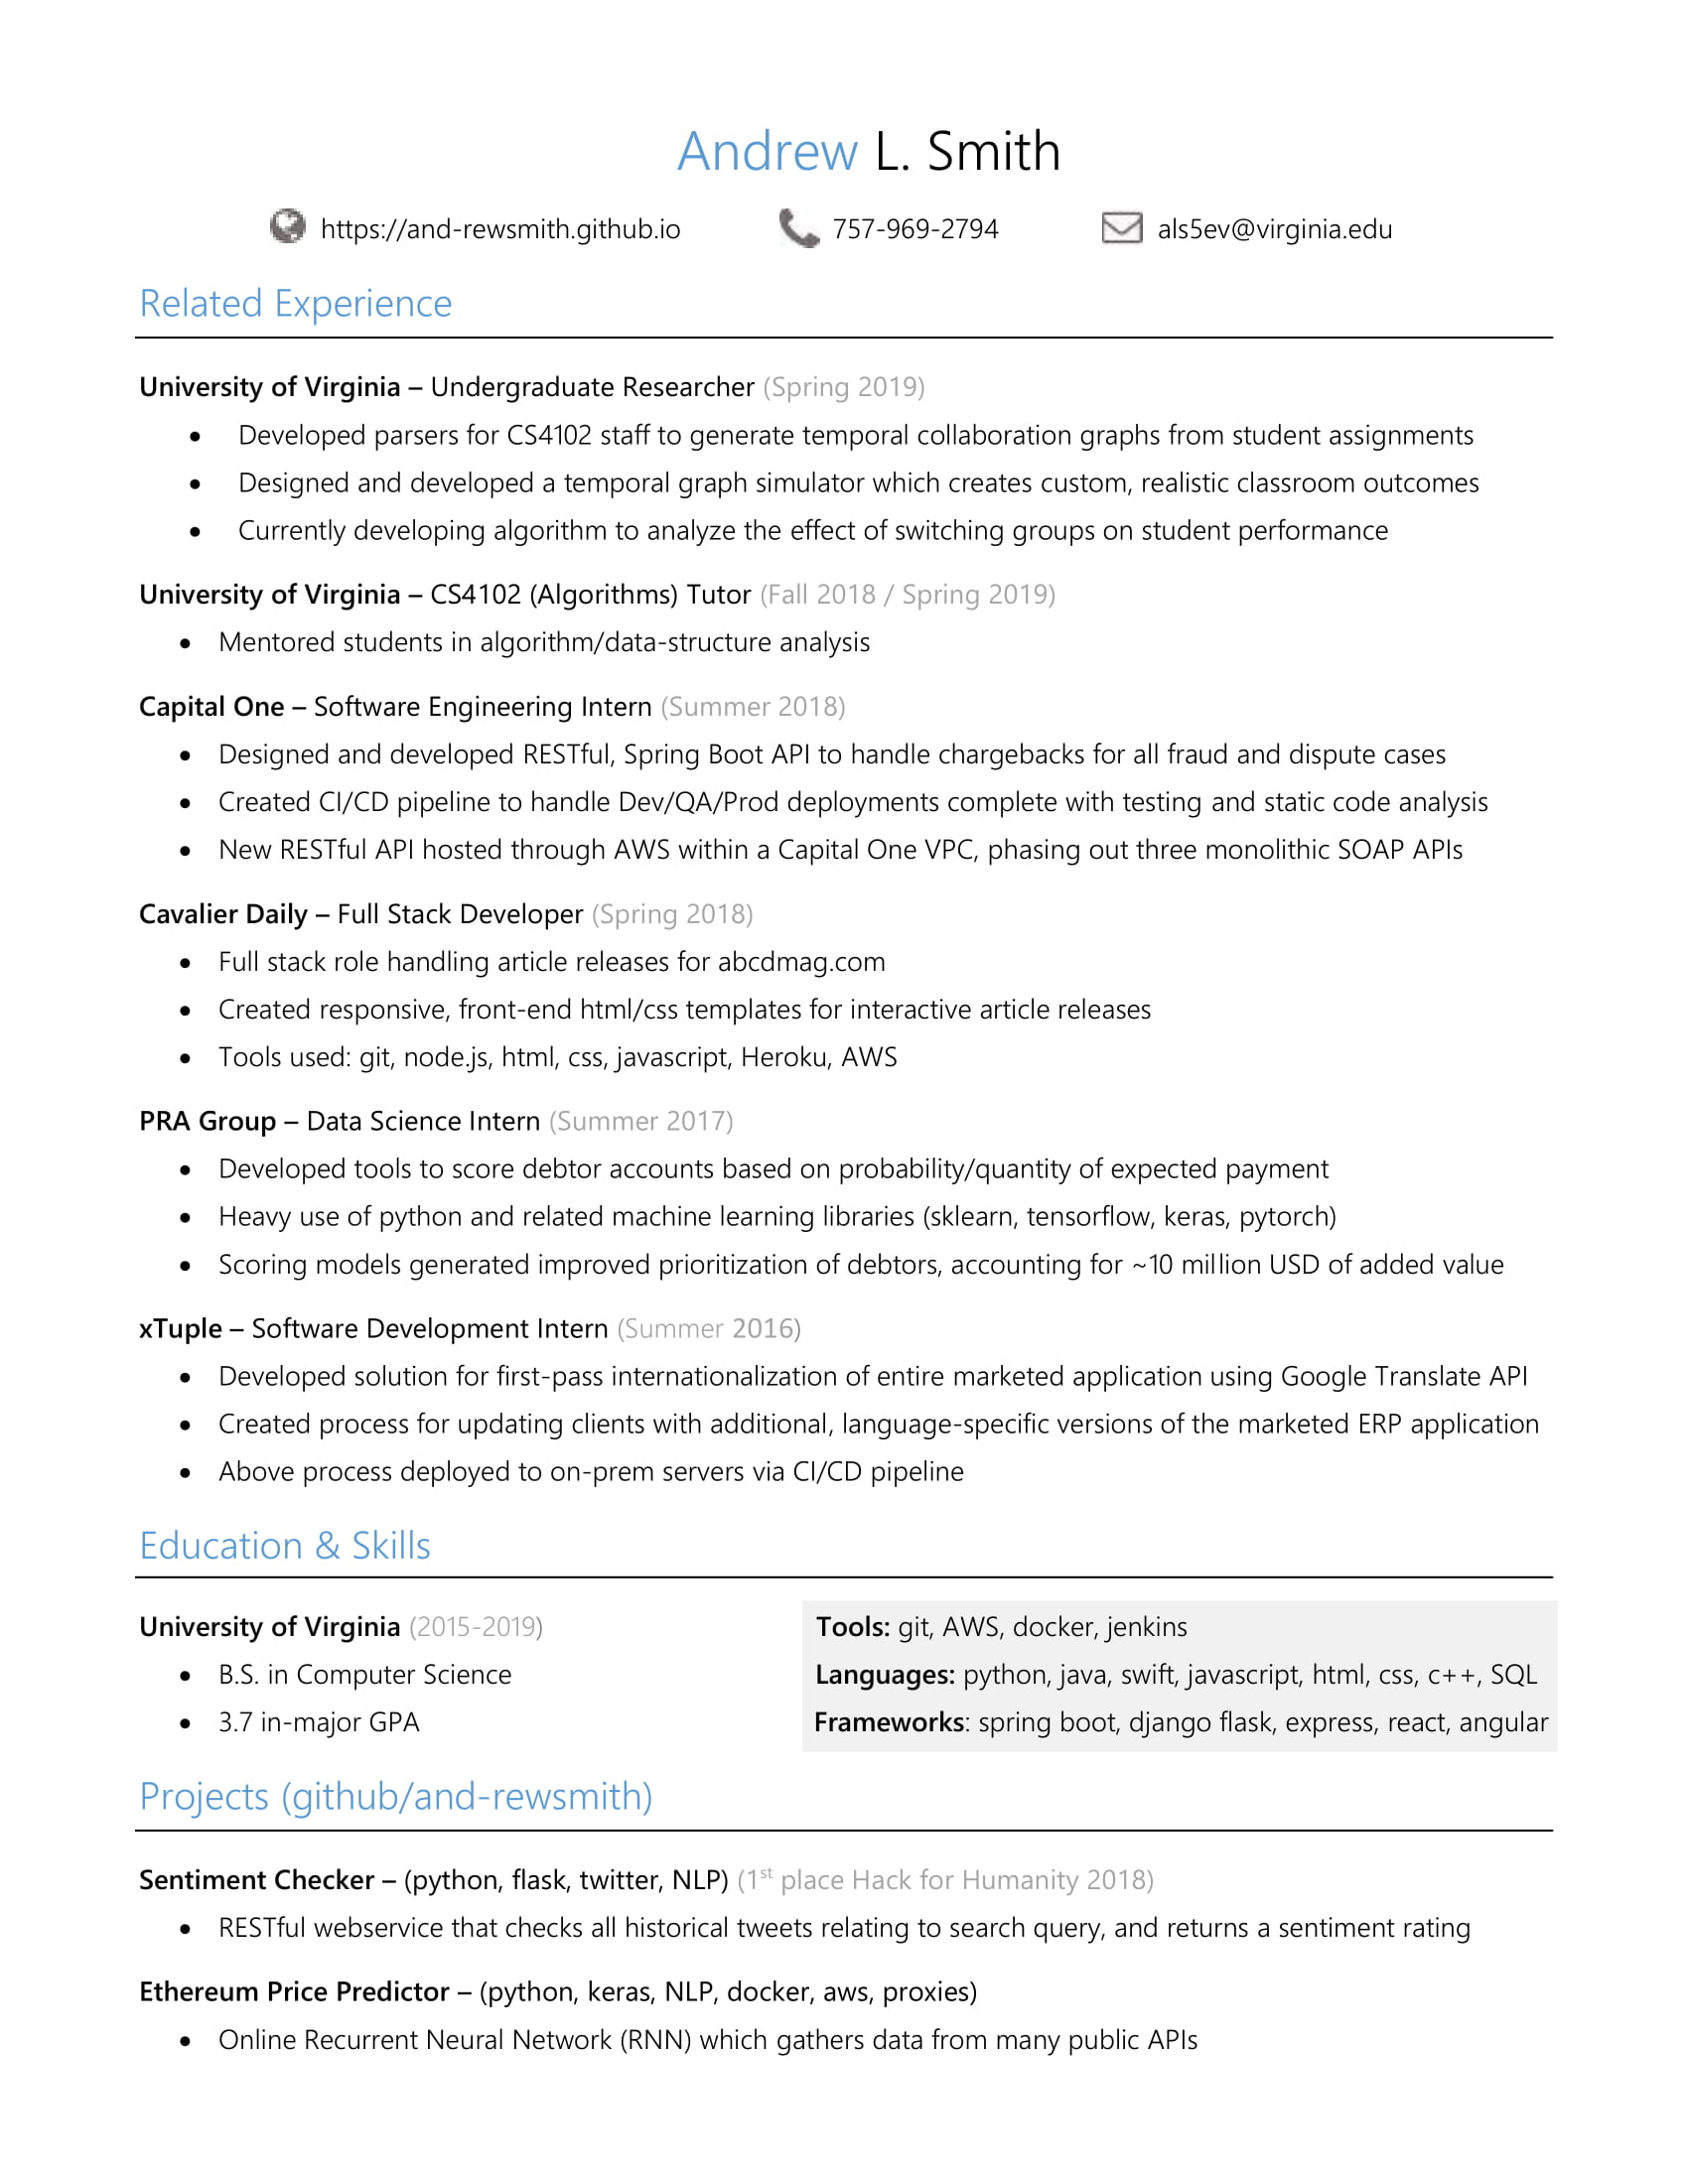 Andrew L. Smith
https://and-rewsmith.github.io 757-969-2794 als5ev@virginia.edu
Related Experience
University of Virginia – Undergraduate Researcher (Spring 2019)
• Developed parsers for CS4102 staff to generate temporal collaboration graphs from student assignments
• Designed and developed a temporal graph simulator which creates custom, realistic classroom outcomes
• Currently developing algorithm to analyze the effect of switching groups on student performance
University of Virginia – CS4102 (Algorithms) Tutor (Fall 2018 / Spring 2019)
• Mentored students in algorithm/data-structure analysis
Capital One – Software Engineering Intern (Summer 2018)
• Designed and developed RESTful, Spring Boot API to handle chargebacks for all fraud and dispute cases
• Created CI/CD pipeline to handle Dev/QA/Prod deployments complete with testing and static code analysis
• New RESTful API hosted through AWS within a Capital One VPC, phasing out three monolithic SOAP APIs
Cavalier Daily – Full Stack Developer (Spring 2018)
• Full stack role handling article releases for abcdmag.com
• Created responsive, front-end html/css templates for interactive article releases
• Tools used: git, node.js, html, css, javascript, Heroku, AWS
PRA Group – Data Science Intern (Summer 2017)
• Developed tools to score debtor accounts based on probability/quantity of expected payment
• Heavy use of python and related machine learning libraries (sklearn, tensorflow, keras, pytorch)
• Scoring models generated improved prioritization of debtors, accounting for ~10 million USD of added value
xTuple – Software Development Intern (Summer 2016)
• Developed solution for first-pass internationalization of entire marketed application using Google Translate API
• Created process for updating clients with additional, language-specific versions of the marketed ERP application
• Above process deployed to on-prem servers via CI/CD pipeline
Education & Skills
University of Virginia (2015-2019)
• B.S. in Computer Science
• 3.7 in-major GPA
Tools: git, AWS, docker, jenkins
Languages: python, java, swift, javascript, html, css, c++, SQL
Frameworks: spring boot, django flask, express, react, angular
Projects (github/and-rewsmith)
Sentiment Checker – (python, flask, twitter, NLP) (1st place Hack for Humanity 2018)
• RESTful webservice that checks all historical tweets relating to search query, and returns a sentiment rating
Ethereum Price Predictor – (python, keras, NLP, docker, aws, proxies)
• Online Recurrent Neural Network (RNN) which gathers data from many public APIs